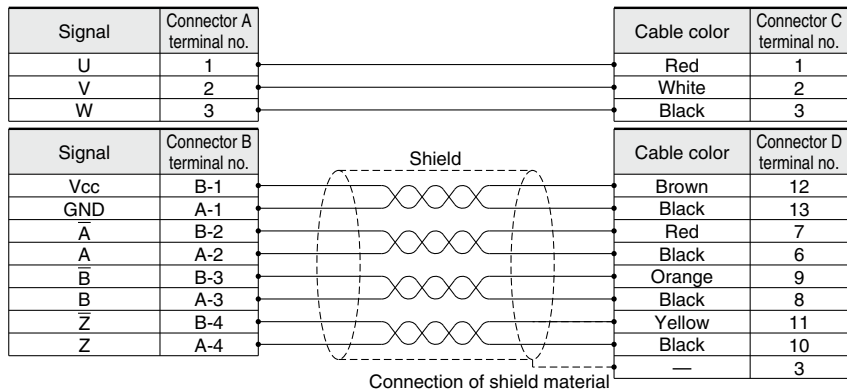 Signal Connector A terminal no. Cable color Connector C terminal no.
U 1 Red 1
V 2 White 2
W 3 Black 3
Signal Connector B terminal no. Shield Cable color Connector D terminal no.
Vcc B-1 Brown 12
GND A-1 Black 13
A̅ B-2 Red 7
A A-2 Black 6
B̅ B-3 Orange 9
B A-3 Black 8
Z̅ B-4 Yellow 11
Z A-4 Black 10
— 3
Connection of shield material